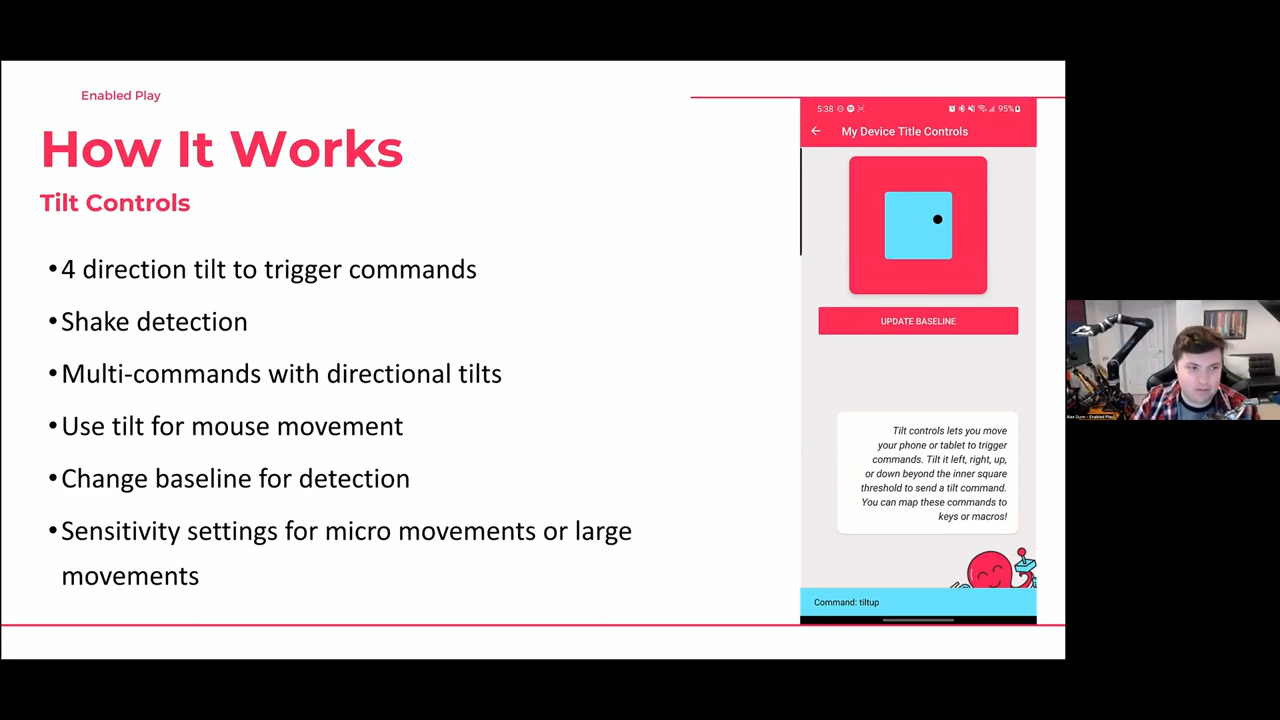 Enabled Play
How It Works
Tilt Controls
•4 direction tilt to trigger commands
•Shake detection
•Multi-commands with directional tilts
•Use tilt for mouse movement
•Change baseline for detection
•Sensitivity settings for micro movements or large
movements
5:38
95%
My Device Title Controls
UPDATE BASELINE
Tilt controls lets you move
your phone or tablet to trigger
commands. Tilt it left, right, up,
or down beyond the inner square
threshold to send a tilt command.
You can map these commands to
keys or macros!
Command: tiltup
Alex Dunn - Enabled Play